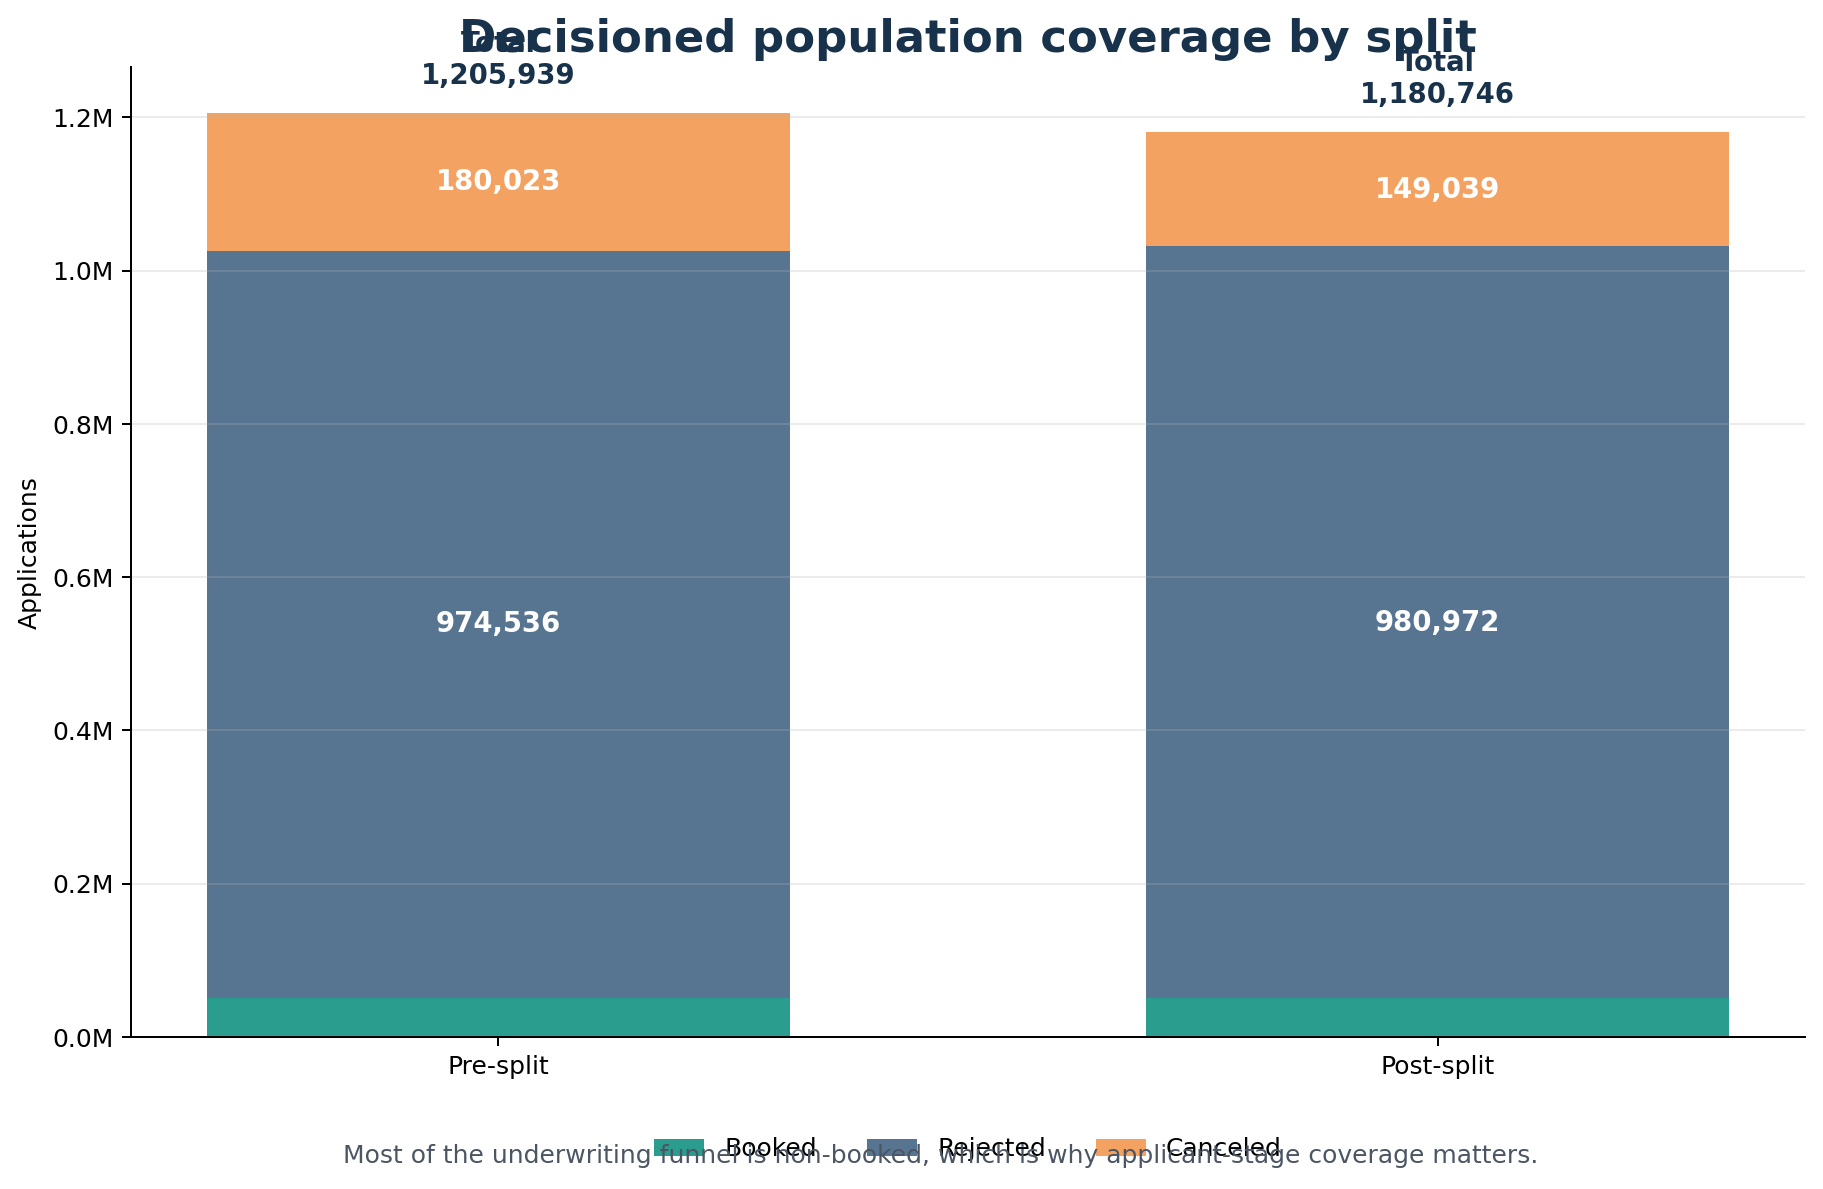 Decisioned population coverage by split
Total
1,205,939
Total
1,180,746
1.2M
1.0M
0.8M
0.6M
0.4M
0.2M
0.0M
Applications
180,023
974,536
149,039
980,972
Pre-split
Post-split
Booked
Rejected
Canceled
Most of the underwriting funnel is non-booked, which is why applicant-stage coverage matters.